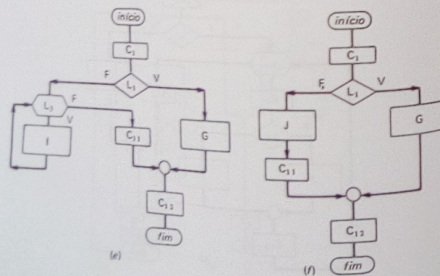 início
C₁
F
L₁
V
L₃
F
V
I
C₁₁
G
C₁₂
fim
(e)
início
C₁
F
L₁
V
J
G
C₁₁
C₁₂
fim
(f)